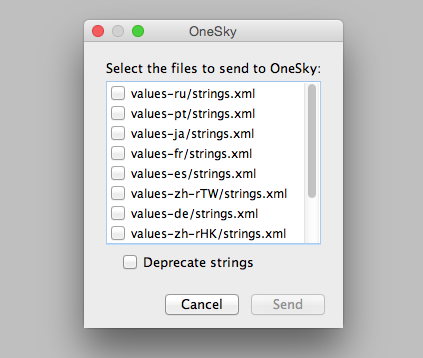 OneSky
Select the files to send to OneSky:
values-ru/strings.xml
values-pt/strings.xml
values-ja/strings.xml
values-fr/strings.xml
values-es/strings.xml
values-zh-rTW/strings.xml
values-de/strings.xml
values-zh-rHK/strings.xml
Deprecate strings
Cancel Send